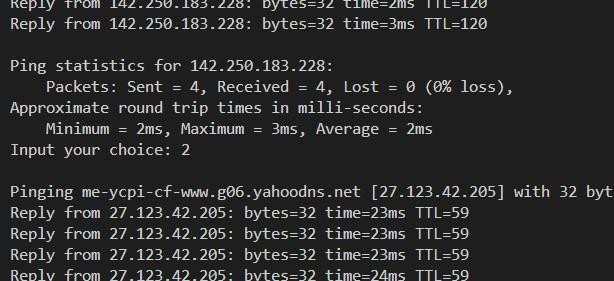 Reply from 142.250.183.228: bytes=32 time=2ms TTL=120
Reply from 142.250.183.228: bytes=32 time=3ms TTL=120
Ping statistics for 142.250.183.228:
Packets: Sent = 4, Received = 4, Lost = 0 (0% loss),
Approximate round trip times in milli-seconds:
Minimum = 2ms, Maximum = 3ms, Average = 2ms
Input your choice: 2
Pinging me-ycpi-cf-www.g06.yahoodns.net [27.123.42.205] with 32 byt
Reply from 27.123.42.205: bytes=32 time=23ms TTL=59
Reply from 27.123.42.205: bytes=32 time=23ms TTL=59
Reply from 27.123.42.205: bytes=32 time=23ms TTL=59
Reply from 27.123.42.205: bytes=32 time=24ms TTL=59